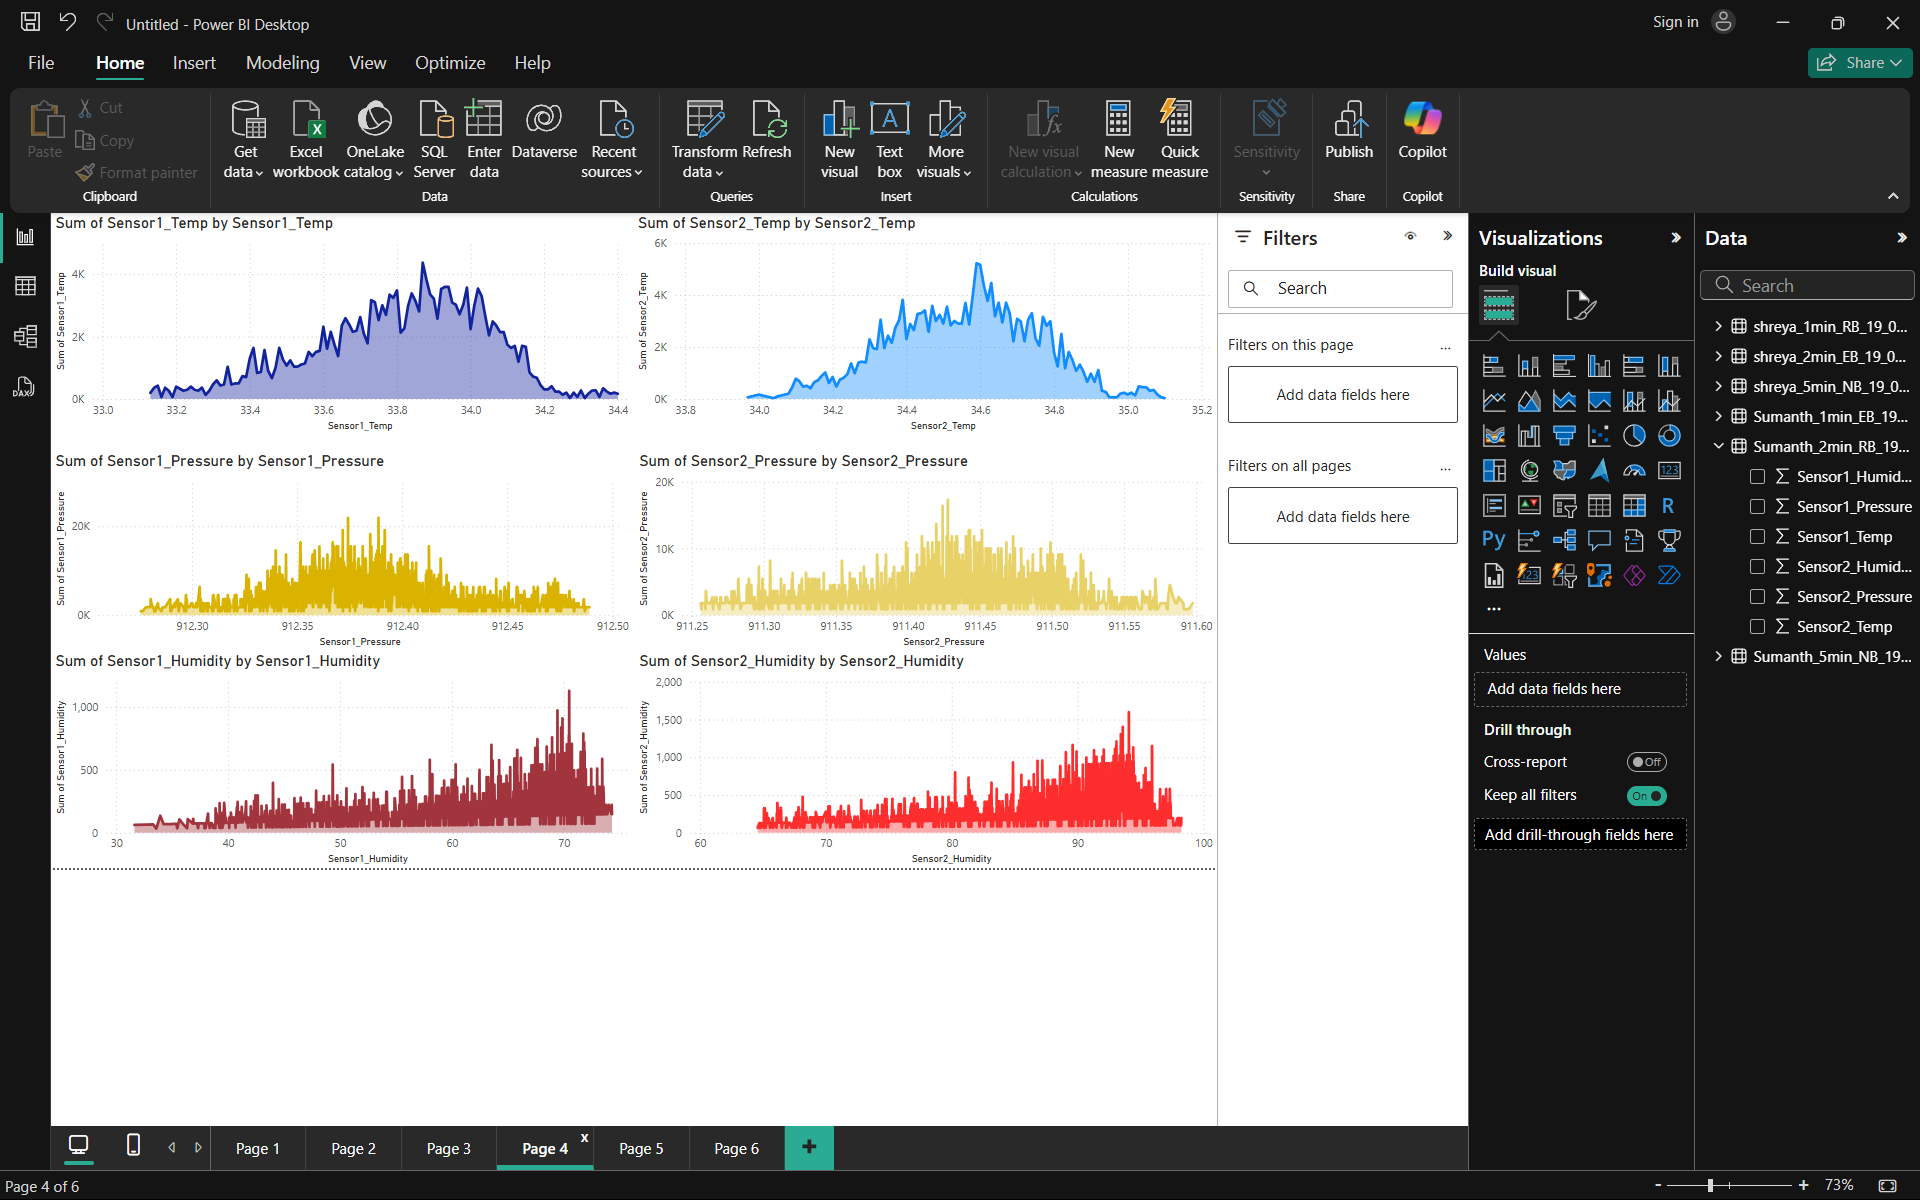 Untitled - Power BI Desktop
Sign in
File Home Insert Modeling View Optimize Help
Share
Paste
Cut
Copy
Format painter
Clipboard
Get data
Excel workbook
OneLake catalog
SQL Server
Enter data
Dataverse
Recent sources
Data
Transform data
Refresh
Queries
New visual
Text box
More visuals
Insert
New visual calculation
New measure
Quick measure
Calculations
Sensitivity
Sensitivity
Publish
Share
Copilot
Copilot
DAX
Sum of Sensor1_Temp by Sensor1_Temp
Sum of Sensor1_Temp
4K
2K
0K
33.0 33.2 33.4 33.6 33.8 34.0 34.2 34.4
Sensor1_Temp
Sum of Sensor2_Temp by Sensor2_Temp
Sum of Sensor2_Temp
6K
4K
2K
0K
33.8 34.0 34.2 34.4 34.6 34.8 35.0 35.2
Sensor2_Temp
Sum of Sensor1_Pressure by Sensor1_Pressure
Sum of Sensor1_Pressure
20K
0K
912.30 912.35 912.40 912.45 912.50
Sensor1_Pressure
Sum of Sensor2_Pressure by Sensor2_Pressure
Sum of Sensor2_Pressure
20K
10K
0K
911.25 911.30 911.35 911.40 911.45 911.50 911.55 911.60
Sensor2_Pressure
Sum of Sensor1_Humidity by Sensor1_Humidity
Sum of Sensor1_Humidity
1,000
500
0
30 40 50 60 70
Sensor1_Humidity
Sum of Sensor2_Humidity by Sensor2_Humidity
Sum of Sensor2_Humidity
2,000
1,500
1,000
500
0
60 70 80 90 100
Sensor2_Humidity
Filters
Search
Filters on this page ...
Add data fields here
Filters on all pages ...
Add data fields here
Visualizations
Build visual
123
R
Py
123
...
Values
Add data fields here
Drill through
Cross-report Off
Keep all filters On
Add drill-through fields here
Data
Search
shreya_1min_RB_19_0...
shreya_2min_EB_19_0...
shreya_5min_NB_19_0...
Sumanth_1min_EB_19...
Sumanth_2min_RB_19...
Sensor1_Humid...
Sensor1_Pressure
Sensor1_Temp
Sensor2_Humid...
Sensor2_Pressure
Sensor2_Temp
Sumanth_5min_NB_19...
Page 1 Page 2 Page 3 Page 4 x Page 5 Page 6 +
Page 4 of 6
- + 73%